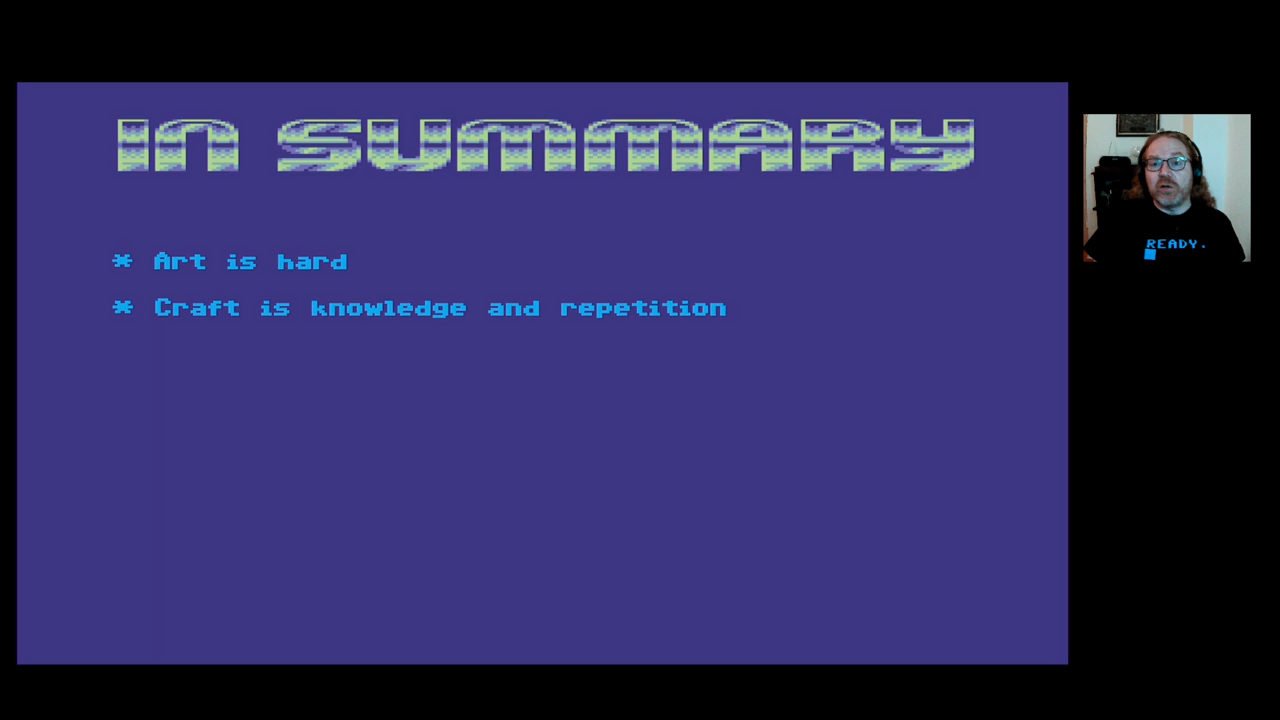 IN SUMMARY
* Art is hard
* Craft is knowledge and repetition
READY.